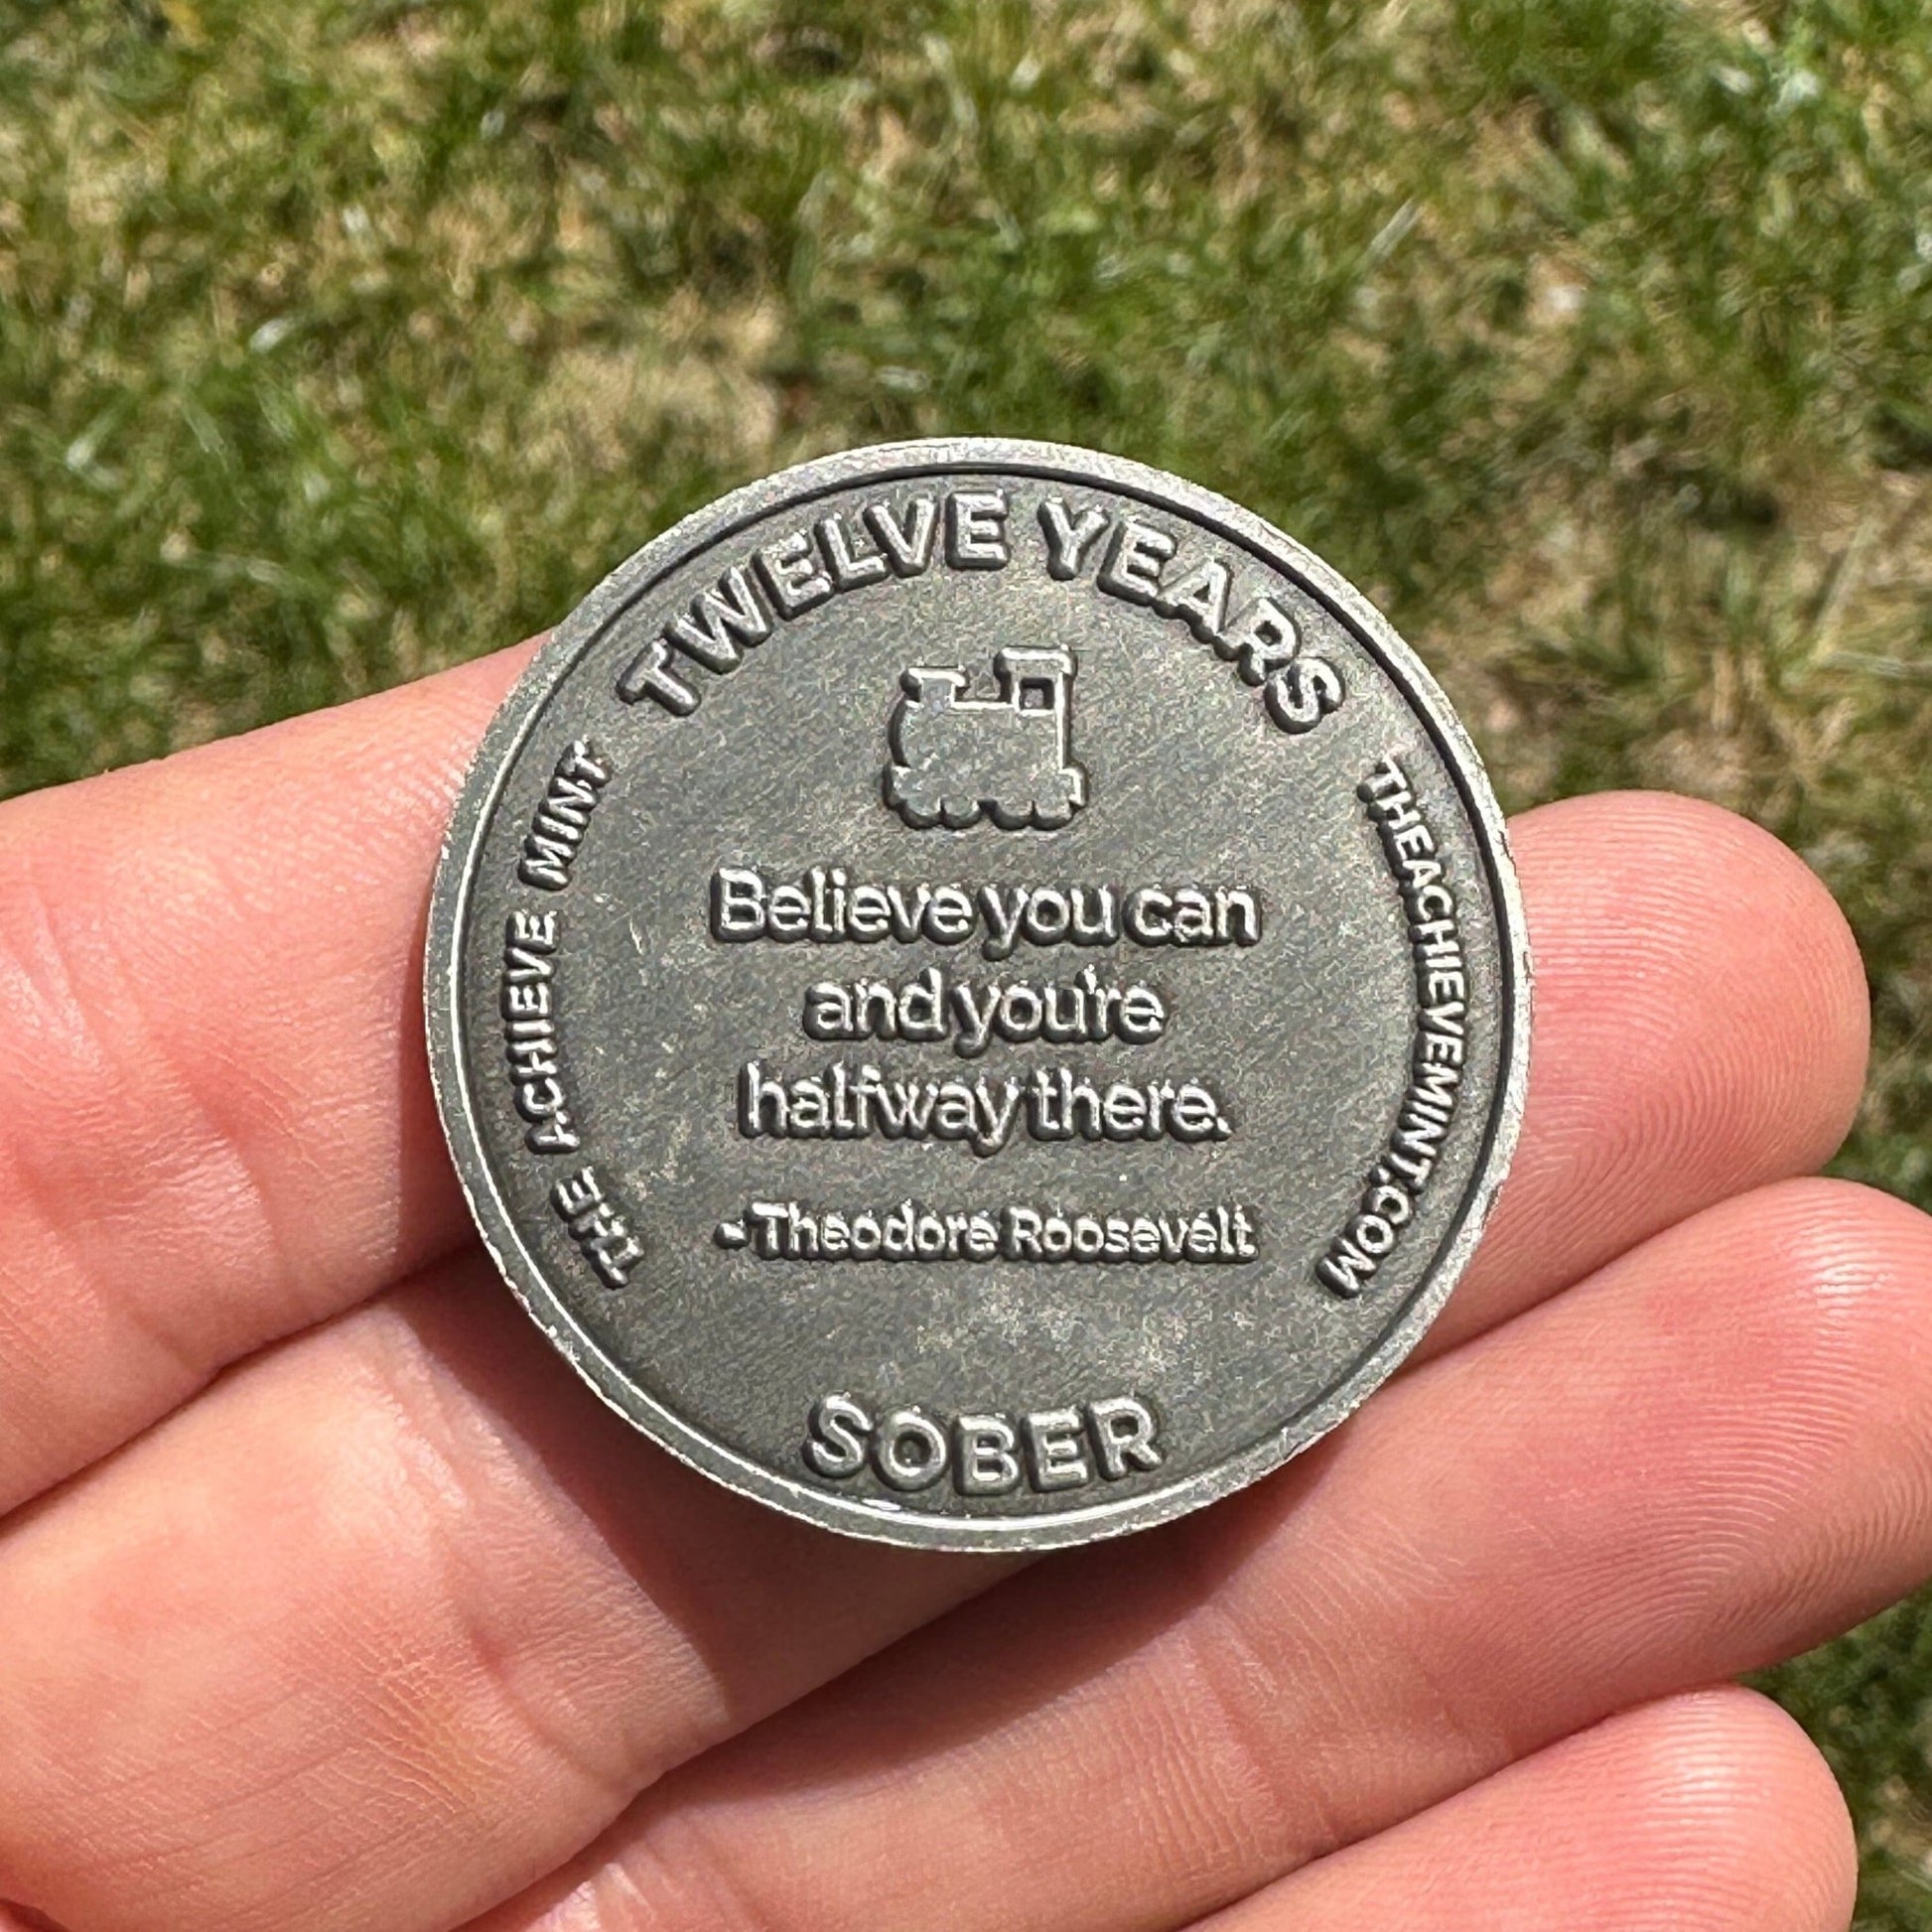 TWELVE YEARS
THE ACHIEVE MINT
THEACHIEVEMINT.COM
Believe you can
and you're
halfway there.
- Theodore Roosevelt
SOBER